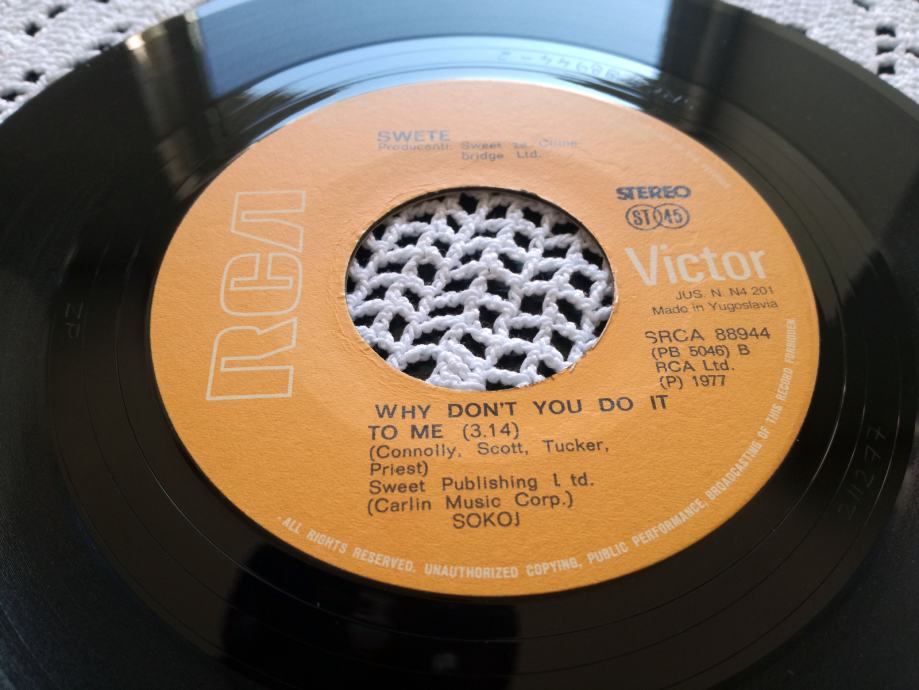 SWETE
Producenti: Sweet za Clone-
bridge Ltd.
RCA
STEREO
ST 45
Victor
JUS. N. N4 201
Made in Yugoslavia
SRCA 88944
(PB 5046) B
RCA Ltd.
(P) 1977
WHY DON'T YOU DO IT
TO ME (3.14)
(Connolly, Scott, Tucker,
Priest)
Sweet Publishing Ltd.
(Carlin Music Corp.)
SOKOJ
. ALL RIGHTS RESERVED. UNAUTHORIZED COPYING, PUBLIC PERFORMANCE, BROADCASTING OF THIS RECORD FORBIDDEN